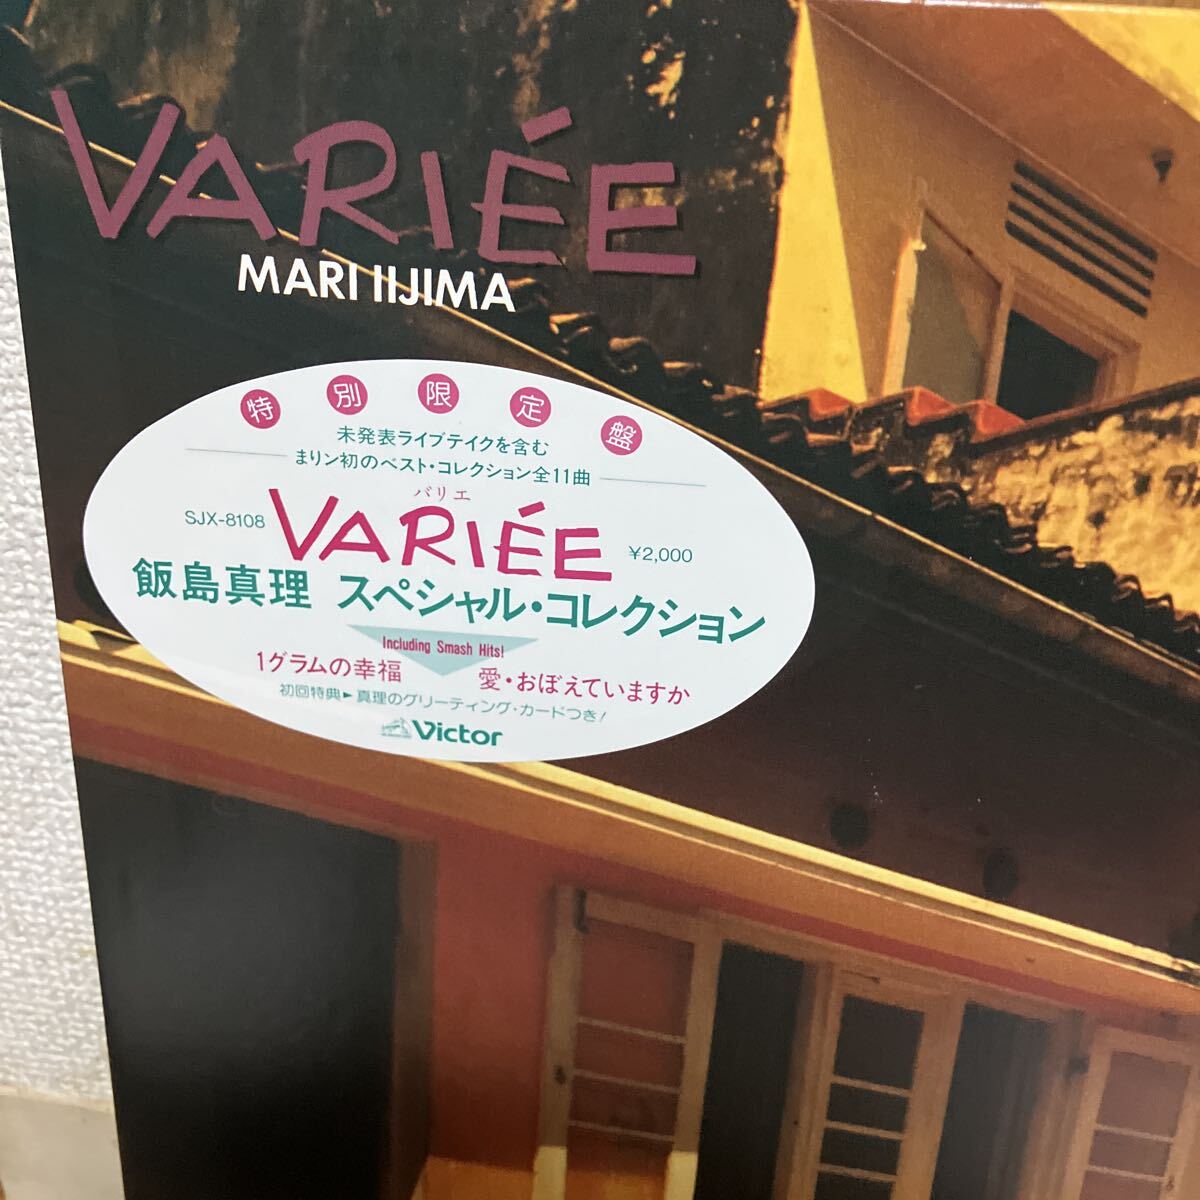 VARIÉE
MARI IIJIMA
特別限定盤
未発表ライブテイクを含む
まりン初のベスト・コレクション全11曲
バリエ
SJX-8108 VARIÉE ¥2,000
飯島真理 スペシャル・コレクション
Including Smash Hits!
1グラムの幸福 愛・おぼえていますか
初回特典►真理のグリーティング・カードつき!
Victor